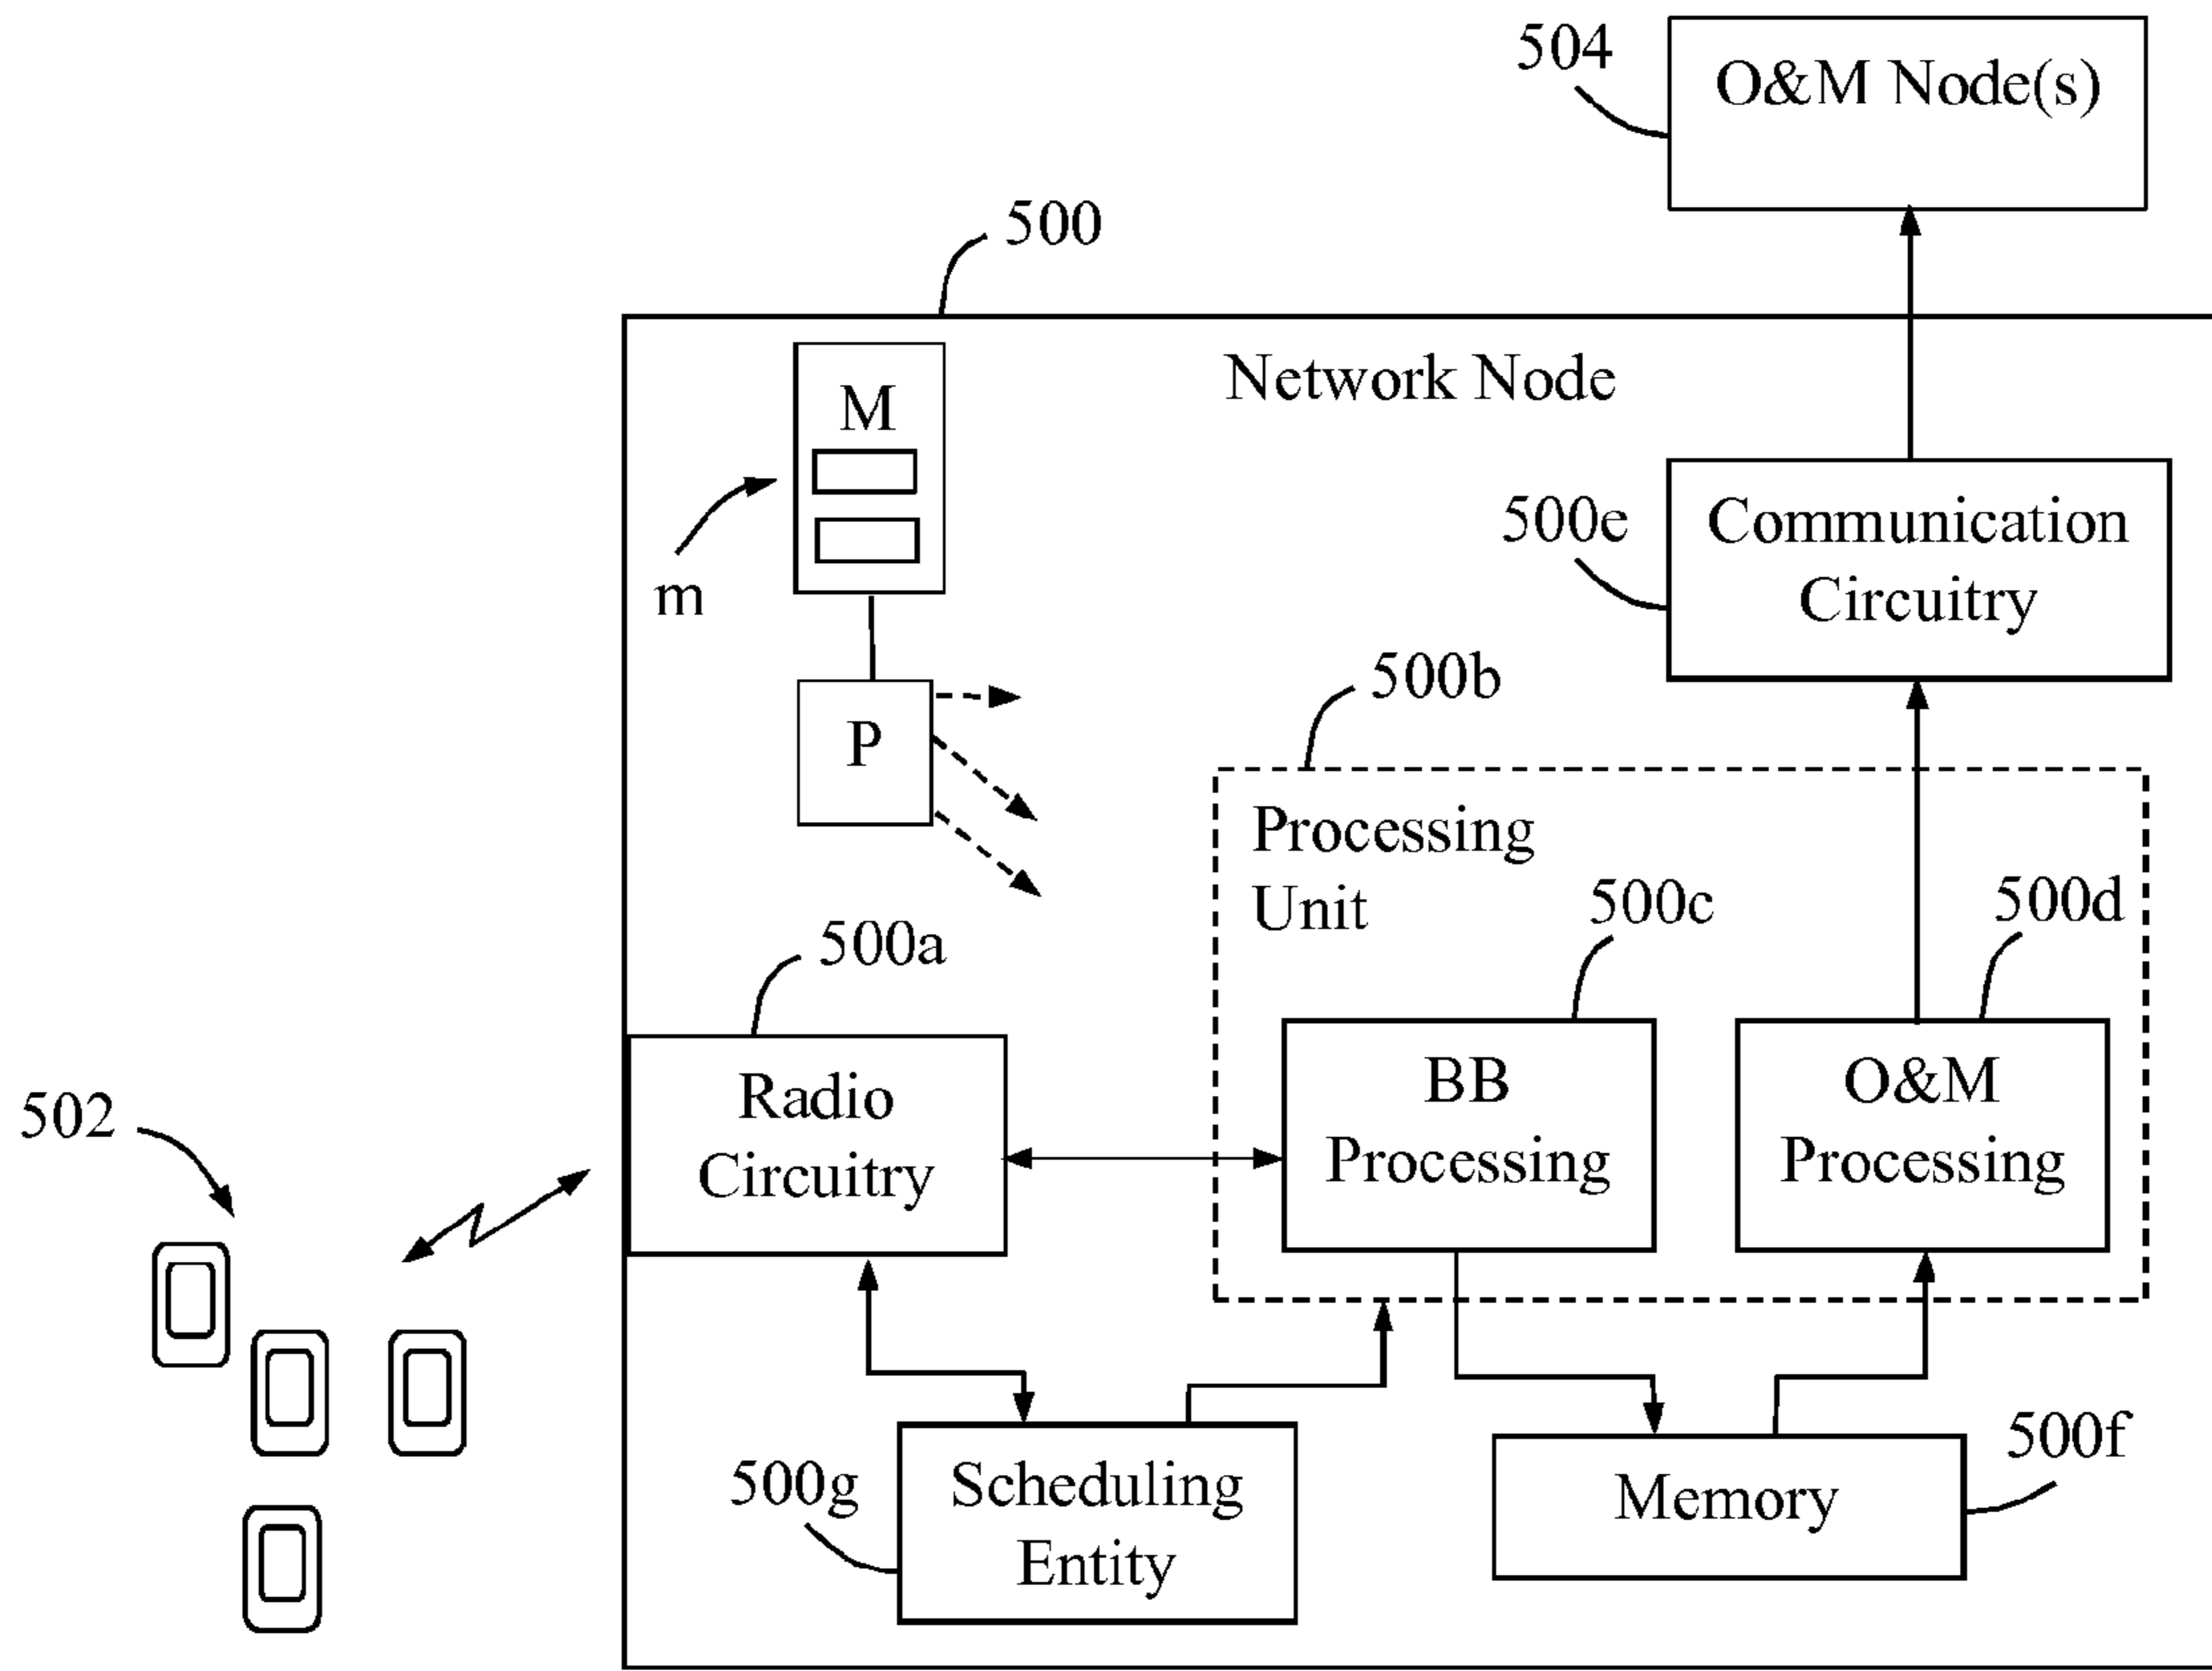 504
O&M Node(s)
500
Network Node
M
m
500e
Communication
Circuitry
P
500b
Processing
Unit
500c
500d
500a
Radio
Circuitry
BB
Processing
O&M
Processing
502
500g
Scheduling
Entity
Memory
500f